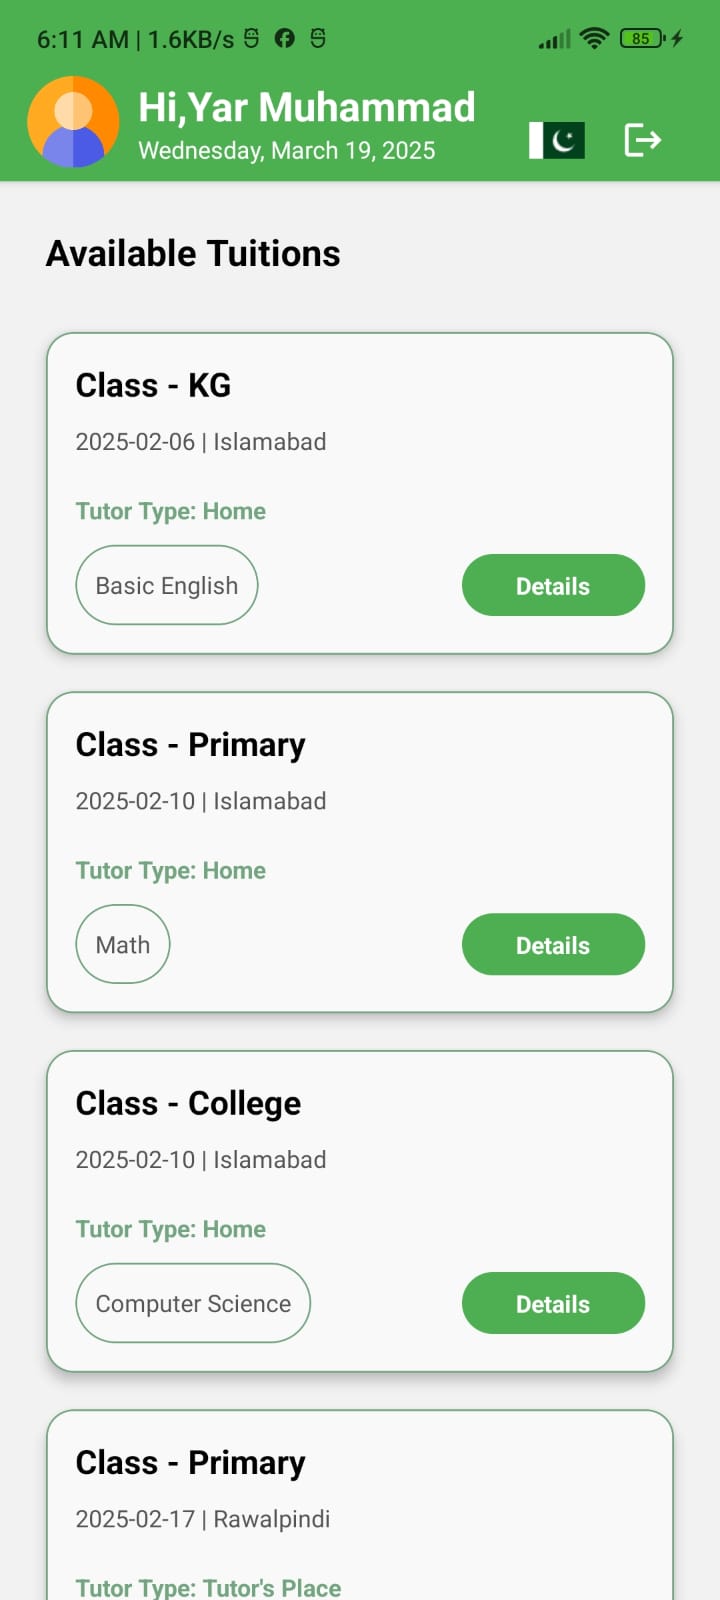 6:11 AM | 1.6KB/s
85
Hi,Yar Muhammad
Wednesday, March 19, 2025
Available Tuitions
Class - KG
2025-02-06 | Islamabad
Tutor Type: Home
Basic English
Details
Class - Primary
2025-02-10 | Islamabad
Tutor Type: Home
Math
Details
Class - College
2025-02-10 | Islamabad
Tutor Type: Home
Computer Science
Details
Class - Primary
2025-02-17 | Rawalpindi
Tutor Type: Tutor's Place